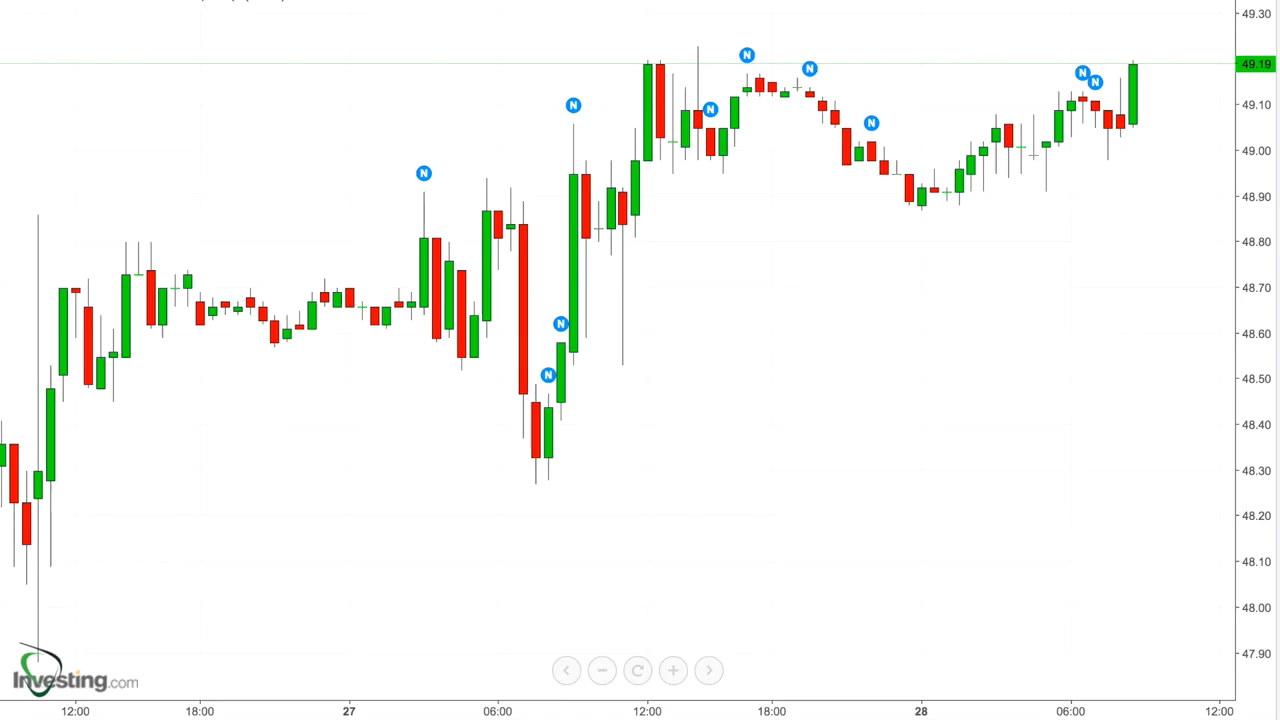 49.30
49.19
49.10
49.00
48.90
48.80
48.70
48.60
48.50
48.40
48.30
48.20
48.10
48.00
47.90
N
N
N
N
N
N
N
N
N
N
Investing.com
12:00
18:00
27
06:00
12:00
18:00
28
06:00
12:00